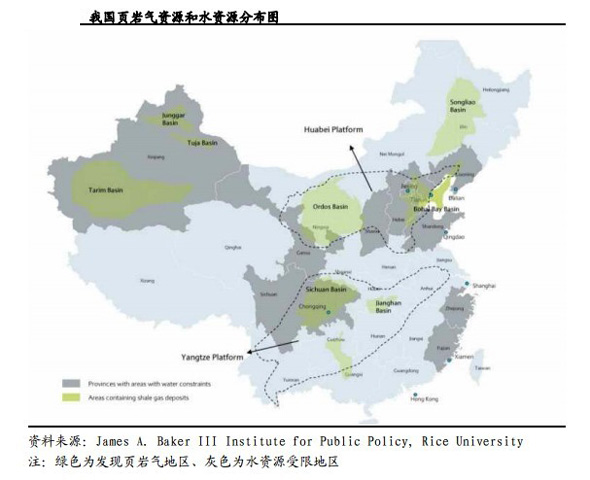 我国页岩气资源和水资源分布图
Heilongjiang
Songliao
Basin
Jilin
Junggar
Basin
Huabei Platform
Tuja Basin
Xinjiang
Nei Mongol
Liaoning
Tarim Basin
Beijing
Tianjin
Dalian
Ordos Basin
Bohai Bay Basin
Ningxia
Hebei
Shanxi
Shandong
Qingdao
Qinghai
Gansu
Shaanxi
Henan
Jiangsu
Xizang
Sichuan
Sichuan Basin
Hubei
Anhui
Shanghai
Chongqing
Jianghan
Basin
Zhejiang
Guizhou
Hunan
Jiangxi
Yangtze Platform
Fujian
Xiamen
Yunnan
Guangxi
Guangdong
Taiwan
Provinces with areas with water constraints
Areas containing shale gas deposits
Hong Kong
资料来源：James A. Baker III Institute for Public Policy, Rice University
注：绿色为发现页岩气地区、灰色为水资源受限地区